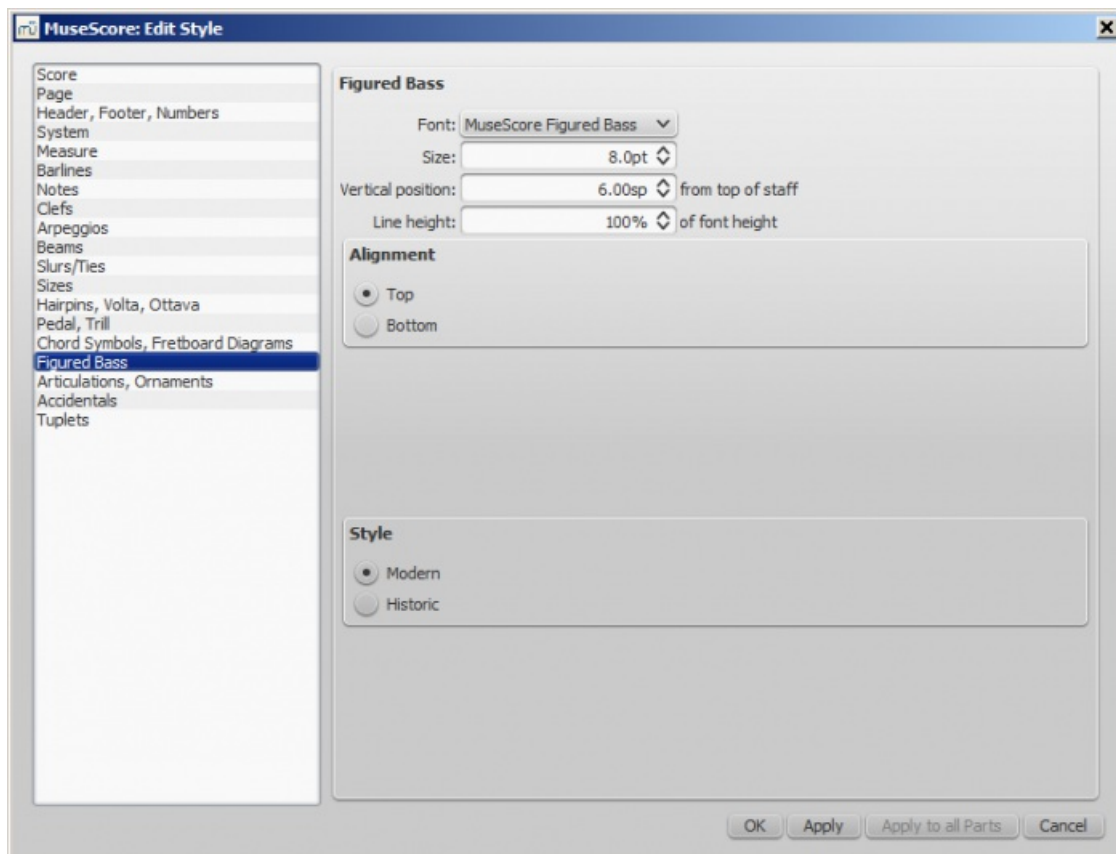 MuseScore: Edit Style
Score
Page
Header, Footer, Numbers
System
Measure
Barlines
Notes
Clefs
Arpeggios
Beams
Slurs/Ties
Sizes
Hairpins, Volta, Ottava
Pedal, Trill
Chord Symbols, Fretboard Diagrams
Figured Bass
Articulations, Ornaments
Accidentals
Tuplets
Figured Bass
Font: MuseScore Figured Bass
Size: 8.0pt
Vertical position: 6.00sp from top of staff
Line height: 100% of font height
Alignment
Top
Bottom
Style
Modern
Historic
OK Apply Apply to all Parts Cancel